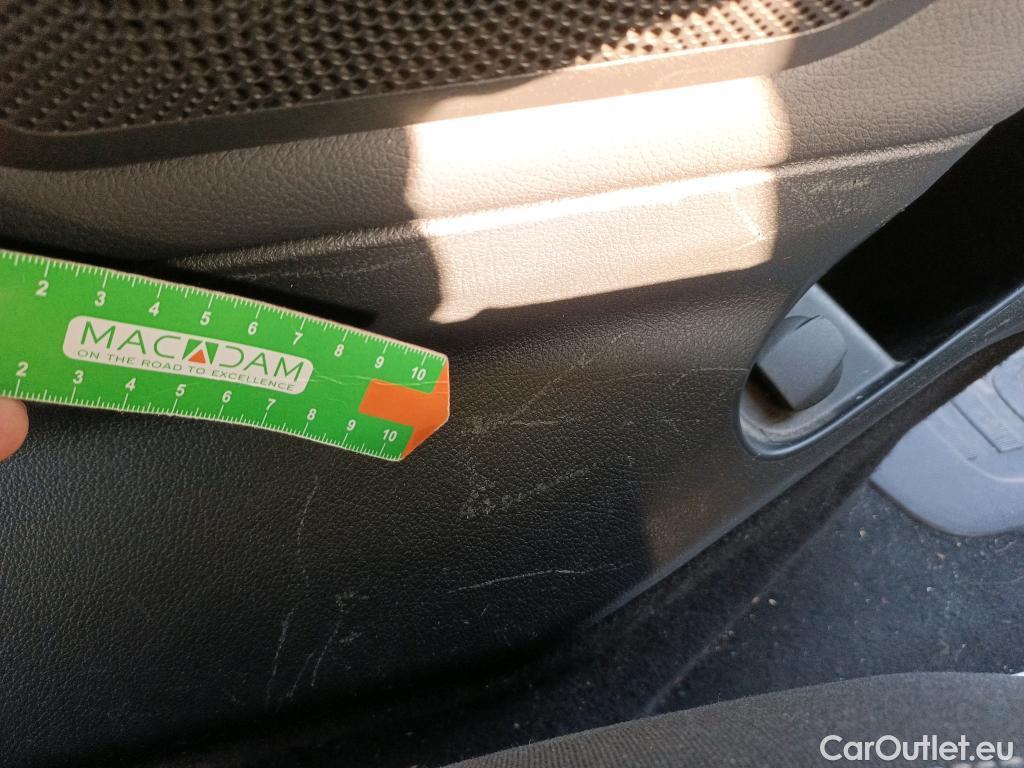 2 3 4 5 6 7 8 9 10
MACADAM
ON THE ROAD TO EXCELLENCE
2 3 4 5 6 7 8 9 10
CarOutlet.eu